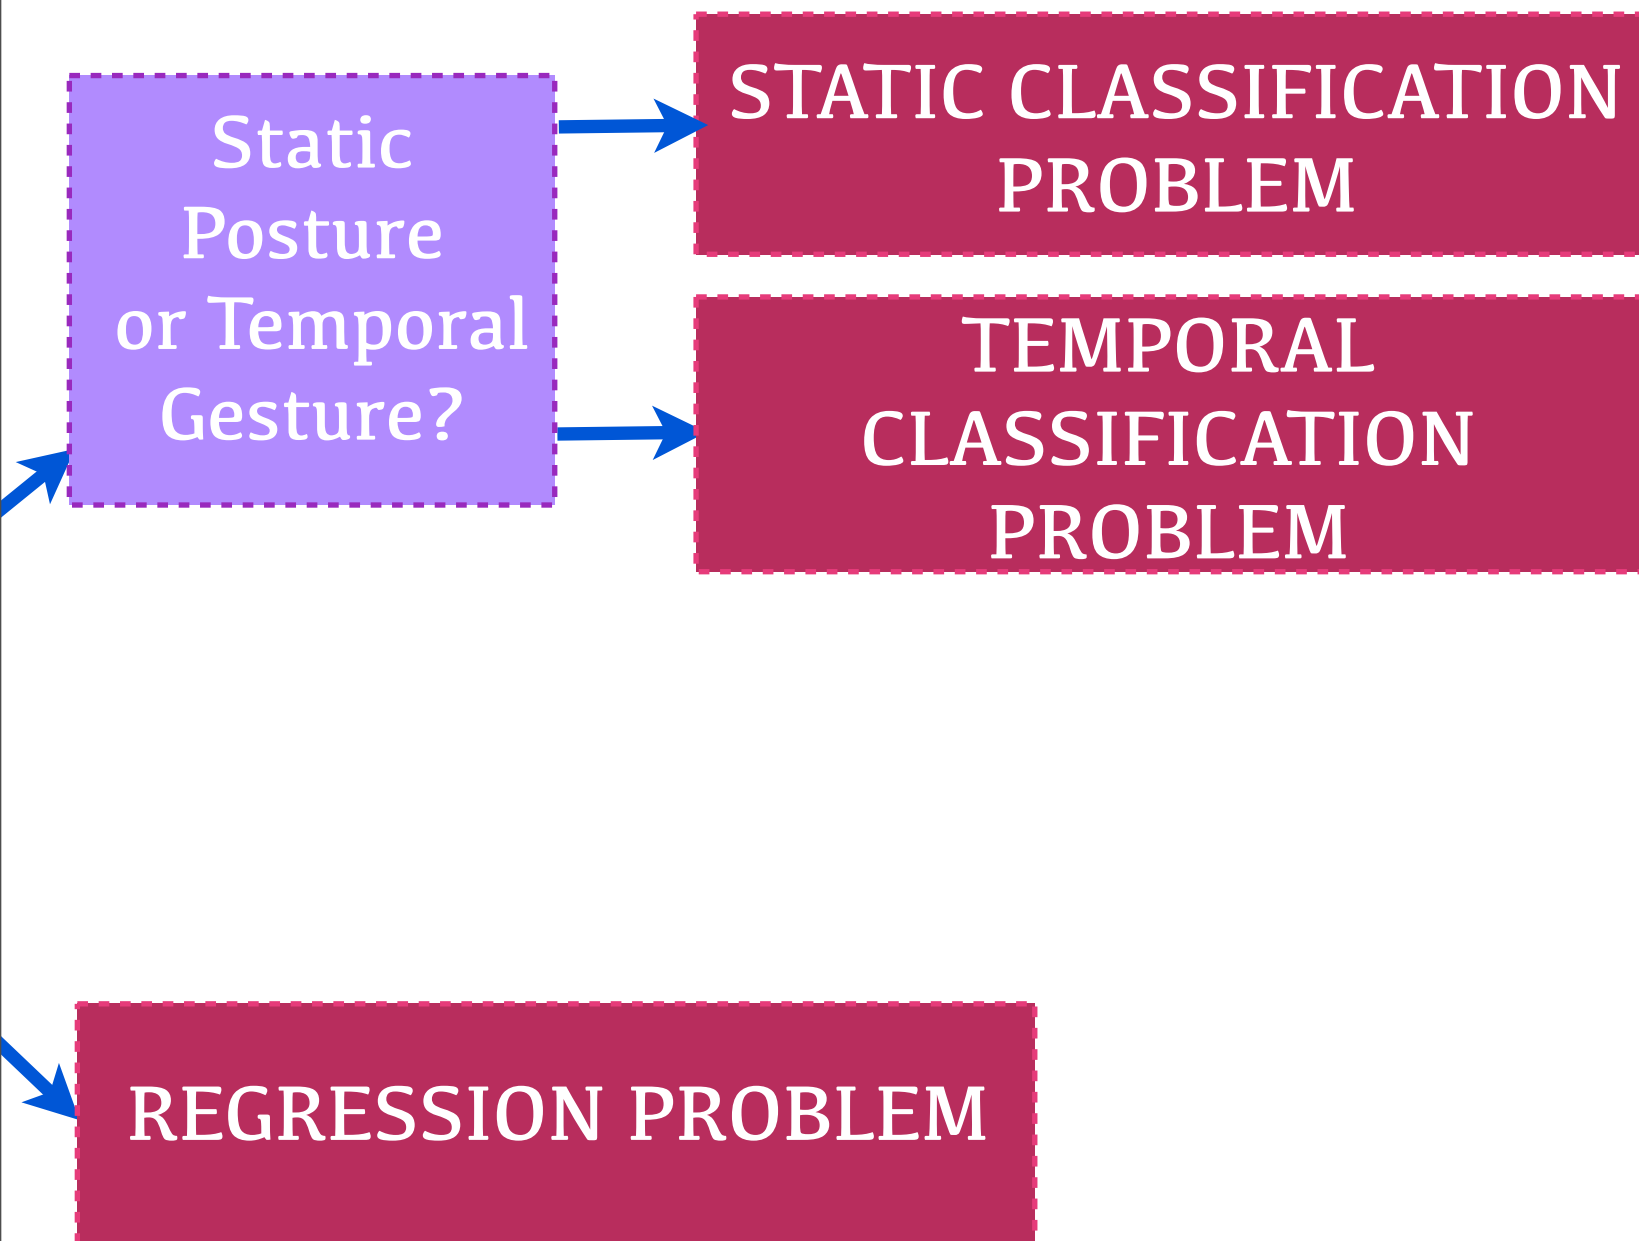 Static
Posture
or Temporal
Gesture?
STATIC CLASSIFICATION
PROBLEM
TEMPORAL
CLASSIFICATION
PROBLEM
REGRESSION PROBLEM